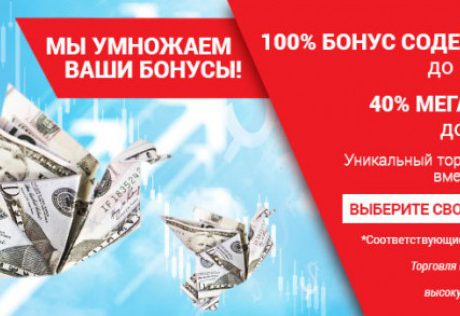 МЫ УМНОЖАЕМ
ВАШИ БОНУСЫ!
100% БОНУС СОДЕ
до
40% МЕГА
до
Уникальный тор
вме
ВЫБЕРИТЕ СВО
*Соответствующи
Торговля
высоку